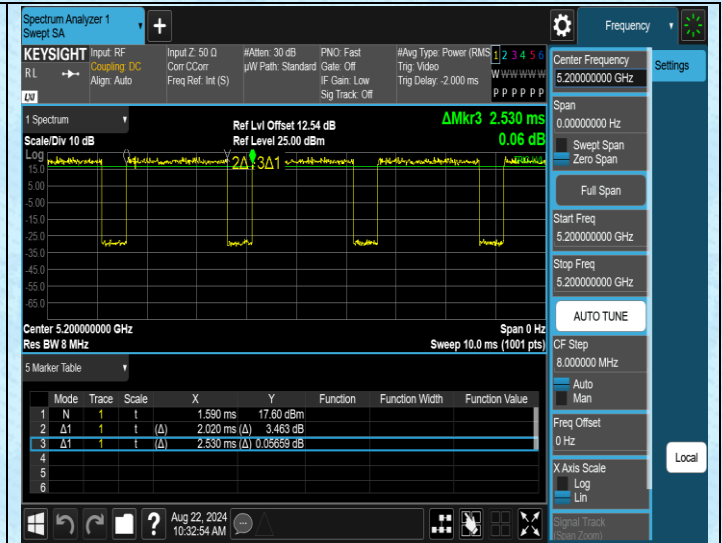 Spectrum Analyzer 1
Swept SA
+
Frequency
KEYSIGHT Input: RF Input Z: 50 Ω #Atten: 30 dB PNO: Fast #Avg Type: Power (RMS 1 2 3 4 5 6
RL Coupling: DC Corr CCorr µW Path: Standard Gate: Off Trig: Video W W W W W W
Align: Auto Freq Ref: Int (S) IF Gain: Low Trig Delay: -2.000 ms
Sig Track: Off P P P P P P
LXI
1 Spectrum
Ref Lvl Offset 12.54 dB ΔMkr3 2.530 ms
Scale/Div 10 dB Ref Level 25.00 dBm 0.06 dB
Log
2Δ1 3Δ1
15.0
5.00
-5.00
-15.0
-25.0
-35.0
-45.0
-55.0
-65.0
Center 5.200000000 GHz Span 0 Hz
Res BW 8 MHz Sweep 10.0 ms (1001 pts)
5 Marker Table
Mode Trace Scale X Y Function Function Width Function Value
1 N 1 t 1.590 ms 17.60 dBm
2 Δ1 1 t (Δ) 2.020 ms (Δ) 3.463 dB
3 Δ1 1 t (Δ) 2.530 ms (Δ) 0.05659 dB
4
5
6
?
Aug 22, 2024
10:32:54 AM
Center Frequency
5.200000000 GHz
Span
0.00000000 Hz
Swept Span
Zero Span
Full Span
Start Freq
5.200000000 GHz
Stop Freq
5.200000000 GHz
AUTO TUNE
CF Step
8.000000 MHz
Auto
Man
Freq Offset
0 Hz
X Axis Scale
Log
Lin
Signal Track
(Span Zoom)
Settings
Local